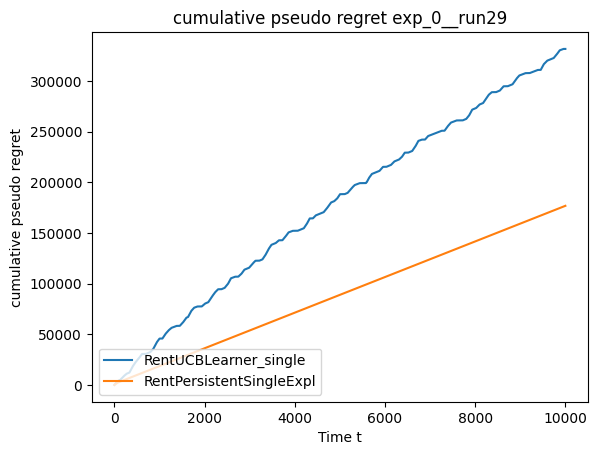 cumulative pseudo regret exp_0__run29
cumulative pseudo regret
300000
250000
200000
150000
100000
50000
0
RentUCBLearner_single
RentPersistentSingleExpl
0 2000 4000 6000 8000 10000
Time t